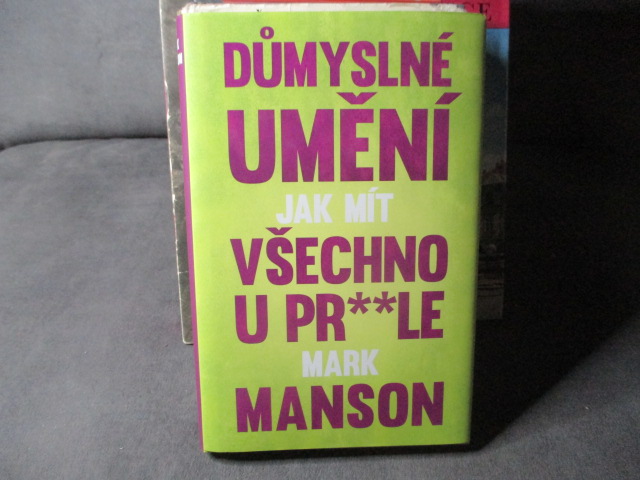 DŮMYSLNÉ
UMĚNÍ
JAK MÍT
VŠECHNO
U PR**LE
MARK
MANSON